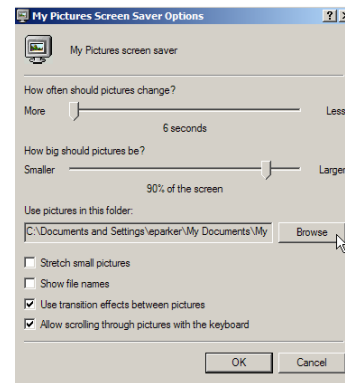 My Pictures Screen Saver Options
My Pictures screen saver
How often should pictures change?
More Less
6 seconds
How big should pictures be?
Smaller Larger
90% of the screen
Use pictures in this folder:
C:\Documents and Settings\eparker\My Documents\My Browse
Stretch small pictures
Show file names
Use transition effects between pictures
Allow scrolling through pictures with the keyboard
OK Cancel